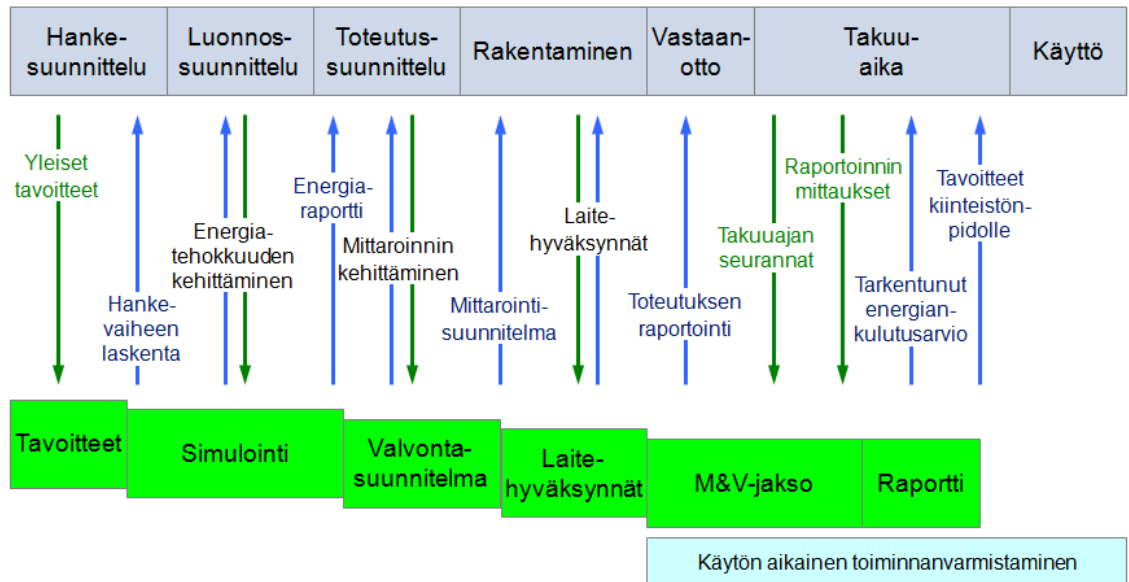 Hanke-
suunnittelu
Luonnos-
suunnittelu
Toteutus-
suunnittelu
Rakentaminen
Vastaan-
otto
Takuu-
aika
Käyttö
Yleiset
tavoitteet
Hanke-
vaiheen
laskenta
Energia-
tehokkuuden
kehittäminen
Energia-
raportti
Mittaroinnin
kehittäminen
Mittarointi-
suunnitelma
Laite-
hyväksynnät
Toteutuksen
raportointi
Takuuajan
seurannat
Raportoinnin
mittaukset
Tarkentunut
energian-
kulutusarvio
Tavoitteet
kiinteistön-
pidolle
Tavoitteet
Simulointi
Valvonta-
suunnitelma
Laite-
hyväksynnät
M&V-jakso
Raportti
Käytön aikainen toiminnanvarmistaminen